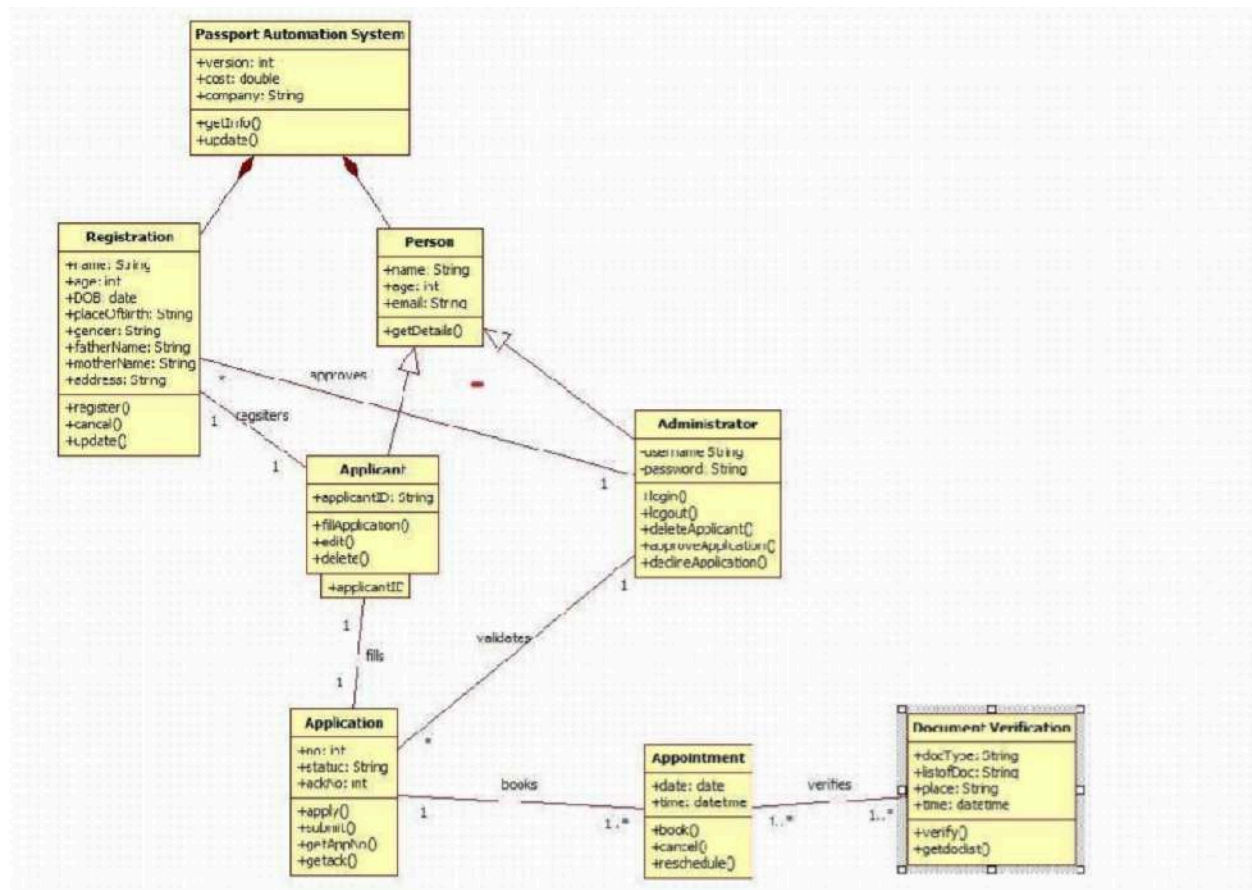 Passport Automation System
+version: int
+cost: double
+company: String
+getInfo()
+update()
Registration
+name: String
+age: int
+DOB: date
+placeOfBirth: String
+gender: String
+fatherName: String
+motherName: String
+address: String
+register()
+cancel()
+update()
Person
+name: String
+age: int
+email: String
+getDetails()
*
approves
1
1
regsiters
1
Administrator
-username String
-password: String
+login()
+logout()
+deleteApplicant()
+approveApplication()
+declineApplication()
Applicant
+applicantID: String
+fillApplication()
+edit()
+delete()
+applicantID
1
fills
1
1
validates
*
Application
+no: int
+status: String
+ackNo: int
+apply()
+submit()
+getAppNo()
+getack()
1
books
1..*
Appointment
+date: date
+time: datetime
+book()
+cancel()
+reschedule()
1..*
verifies
1..*
Document Verification
+docType: String
+listofDoc: String
+place: String
+time: datetime
+verify()
+getdoclist()